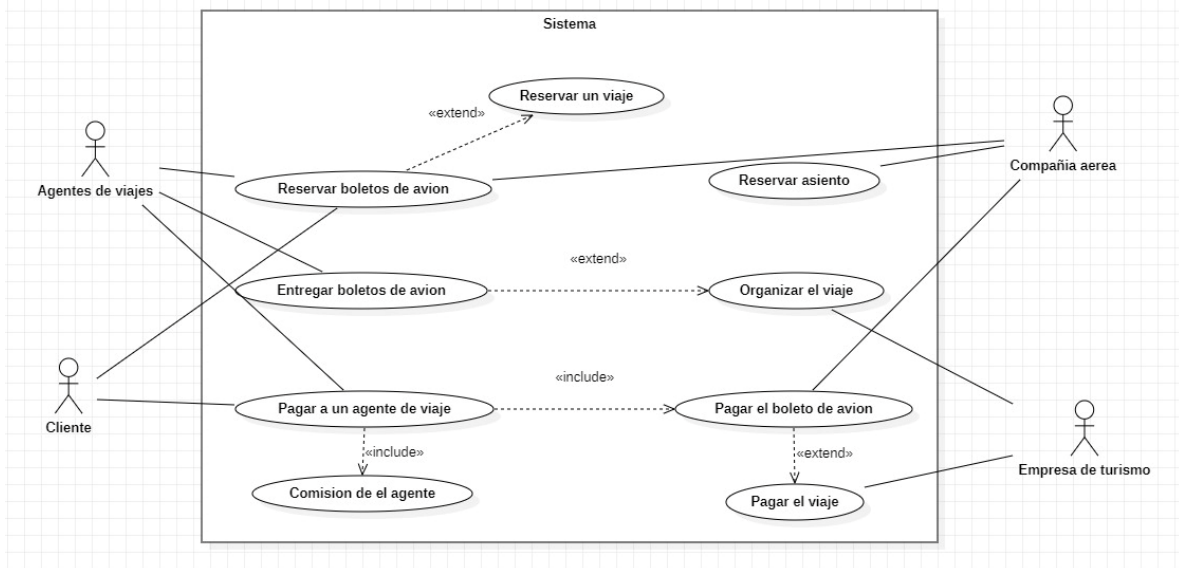 Sistema
Reservar un viaje
«extend»
Agentes de viajes
Compañia aerea
Reservar boletos de avion
Reservar asiento
«extend»
Entregar boletos de avion
Organizar el viaje
«include»
Cliente
Pagar a un agente de viaje
Pagar el boleto de avion
«include»
«extend»
Empresa de turismo
Comision de el agente
Pagar el viaje